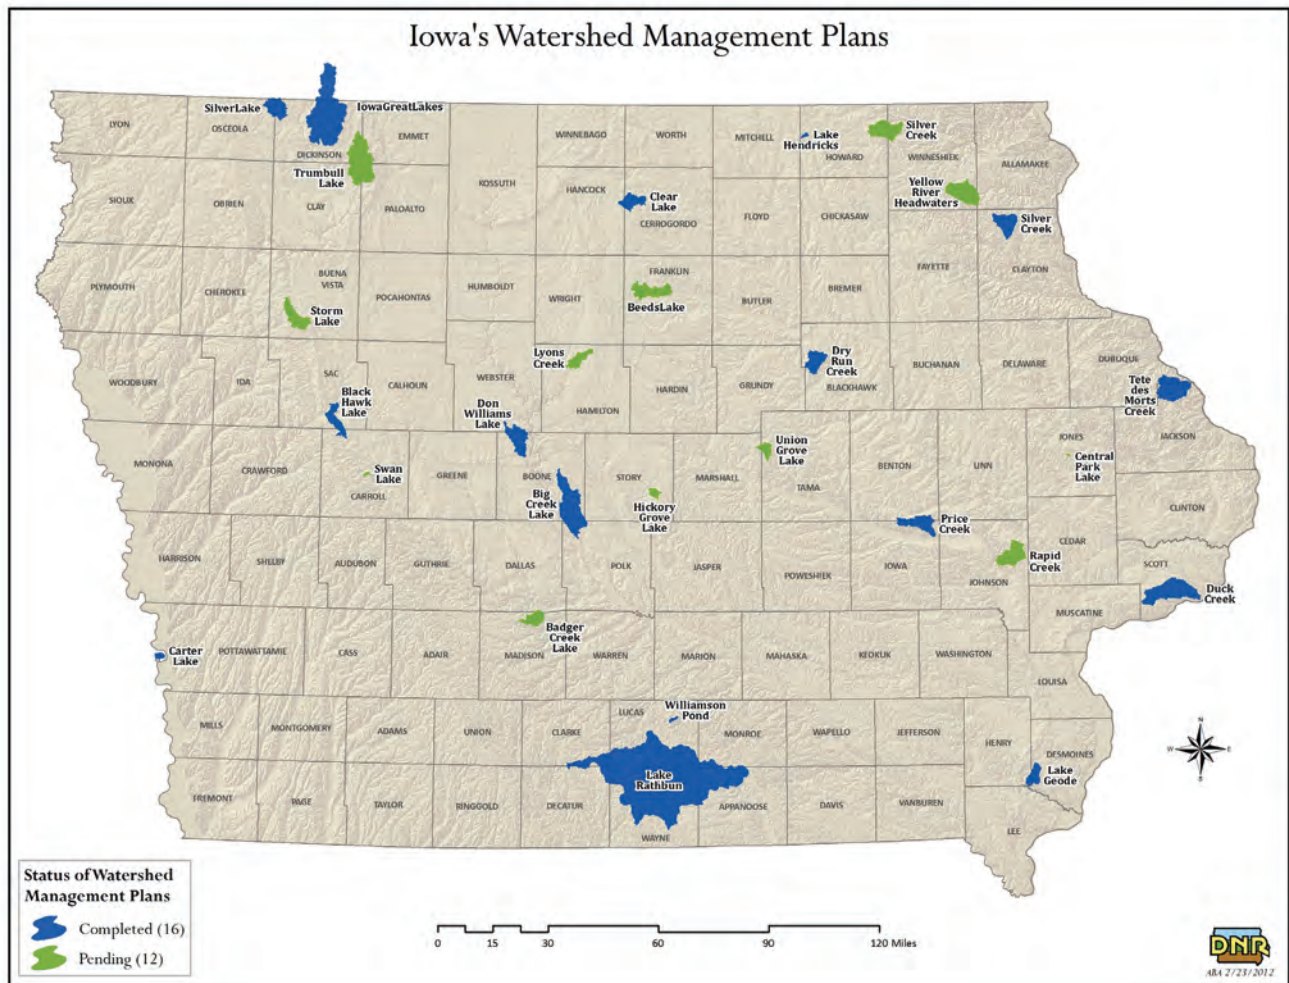 Iowa's Watershed Management Plans
SilverLake
IowaGreatLakes
LYON
OSCEOLA
DICKINSON
EMMET
WINNEBAGO
WORTH
MITCHELL
Lake
Hendricks
HOWARD
Silver
Creek
WINNESHIEK
ALLAMAKEE
Trumbull
Lake
SIOUX
OBRIEN
CLAY
PALOALTO
KOSSUTH
HANCOCK
Clear
Lake
CERROGORDO
FLOYD
CHICKASAW
Yellow
River
Headwaters
Silver
Creek
FAYETTE
CLAYTON
PLYMOUTH
CHEROKEE
BUENA
VISTA
Storm
Lake
POCAHONTAS
HUMBOLDT
WRIGHT
FRANKLIN
BeedsLake
BUTLER
BREMER
WOODBURY
IDA
SAC
Black
Hawk
Lake
CALHOUN
WEBSTER
Lyons
Creek
HAMILTON
HARDIN
GRUNDY
Dry
Run
Creek
BLACKHAWK
BUCHANAN
DELAWARE
DUBUQUE
Tete
des
Morts
Creek
Don
Williams
Lake
MONONA
CRAWFORD
Swan
Lake
CARROLL
GREENE
BOONE
Big
Creek
Lake
STORY
Hickory
Grove
Lake
MARSHALL
Union
Grove
Lake
TAMA
BENTON
LINN
JONES
Central
Park
Lake
JACKSON
CLINTON
HARRISON
SHELBY
AUDUBON
GUTHRIE
DALLAS
POLK
JASPER
POWESHIEK
IOWA
Price
Creek
JOHNSON
Rapid
Creek
CEDAR
SCOTT
Duck
Creek
MUSCATINE
Carter
Lake
POTTAWATTAMIE
CASS
ADAIR
MADISON
Badger
Creek
Lake
WARREN
MARION
MAHASKA
KEOKUK
WASHINGTON
LOUISA
MILLS
MONTGOMERY
ADAMS
UNION
CLARKE
LUCAS
Williamson
Pond
MONROE
WAPELLO
JEFFERSON
HENRY
DESMOINES
Lake
Geode
FREMONT
PAGE
TAYLOR
RINGGOLD
DECATUR
Lake
Rathbun
WAYNE
APPANOOSE
DAVIS
VANBUREN
LEE
N
W E
S
Status of Watershed
Management Plans
Completed (16)
Pending (12)
0 15 30 60 90 120 Miles
DNR
ABA 2/23/2012